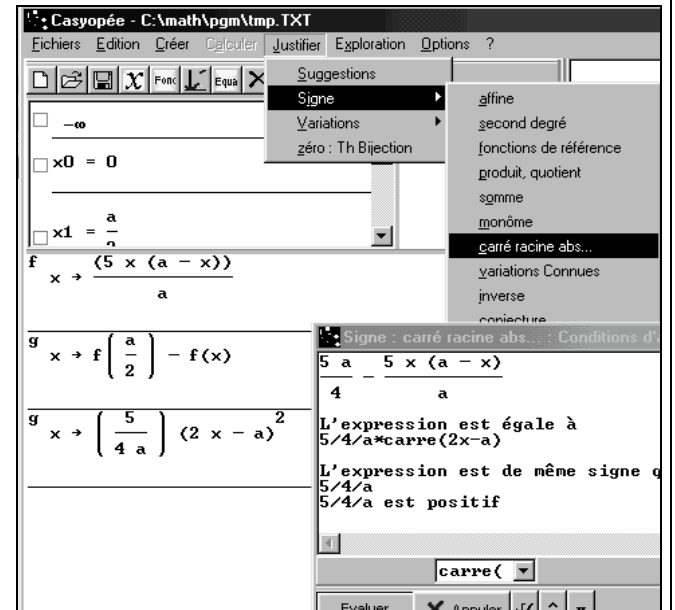 Casyopée - C:\math\pgm\tmp.TXT
Fichiers Edition Créer Calculer Justifier Exploration Options ?
Fonc Equa
Suggestions
Signe
Variations
zéro : Th Bijection
affine
second degré
fonctions de référence
produit, quotient
somme
monôme
carré racine abs...
variations Connues
inverse
conjecture
-∞
x0 = 0
x1 = a
f x → (5 x (a - x))
a
g x → f ( a / 2 ) - f(x)
g x → ( 5 / 4 a ) (2 x - a)²
Signe : carré racine abs... : Conditions d'
5 a 5 x (a - x)
— - —
4 a
L'expression est égale à
5/4/a*carre(2x-a)
L'expression est de même signe q
5/4/a
5/4/a est positif
carre(
Evaluer Annuler √( ^ π